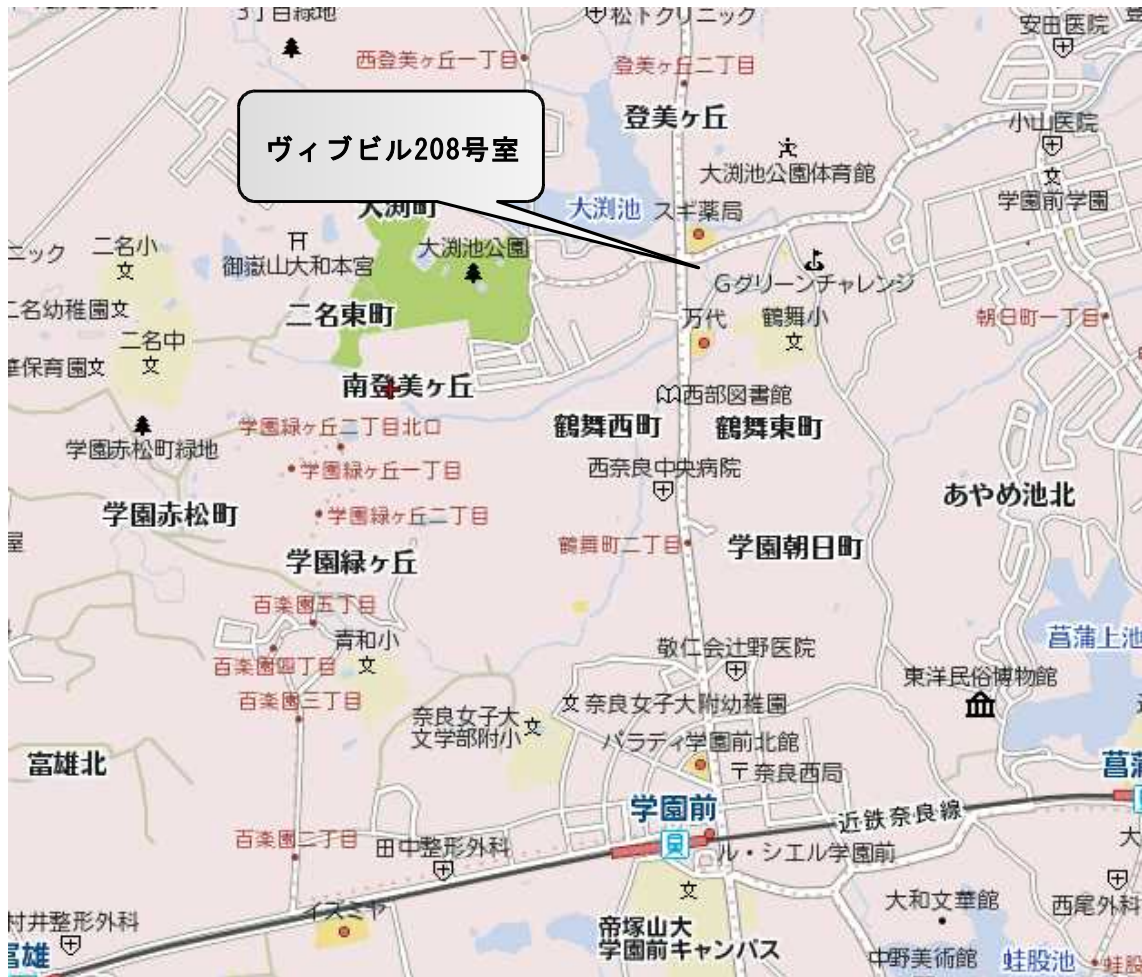 3丁目緑地
松下クリニック
安田医院
西登美ヶ丘一丁目
登美ヶ丘二丁目
登美ヶ丘
小山医院
ヴィブビル208号室
大渕池公園体育館
学園前学園
大渕町
大渕池
スギ薬局
ニック
二名小
御嶽山大和本宮
大渕池公園
Gグリーンチャレンジ
二名幼稚園
二名東町
万代
鶴舞小
朝日町一丁目
二名中
保育園
南登美ヶ丘
西部図書館
学園赤松町緑地
学園緑ヶ丘二丁目北口
鶴舞西町
鶴舞東町
学園緑ヶ丘一丁目
西奈良中央病院
あやめ池北
学園赤松町
学園緑ヶ丘二丁目
屋
学園緑ヶ丘
鶴舞町二丁目
学園朝日町
百楽園五丁目
青和小
百楽園四丁目
敬仁会辻野医院
菖蒲上池
東洋民俗博物館
百楽園三丁目
奈良女子大
文学部附小
奈良女子大附幼稚園
パラディ学園前北館
〒奈良西局
富雄北
菖蒲
学園前
近鉄奈良線
百楽園二丁目
田中整形外科
ル・シエル学園前
大
村井整形外科
イズミヤ
帝塚山大
学園前キャンパス
大和文華館
西尾外科
富雄
中野美術館
蛙股池
蛙股